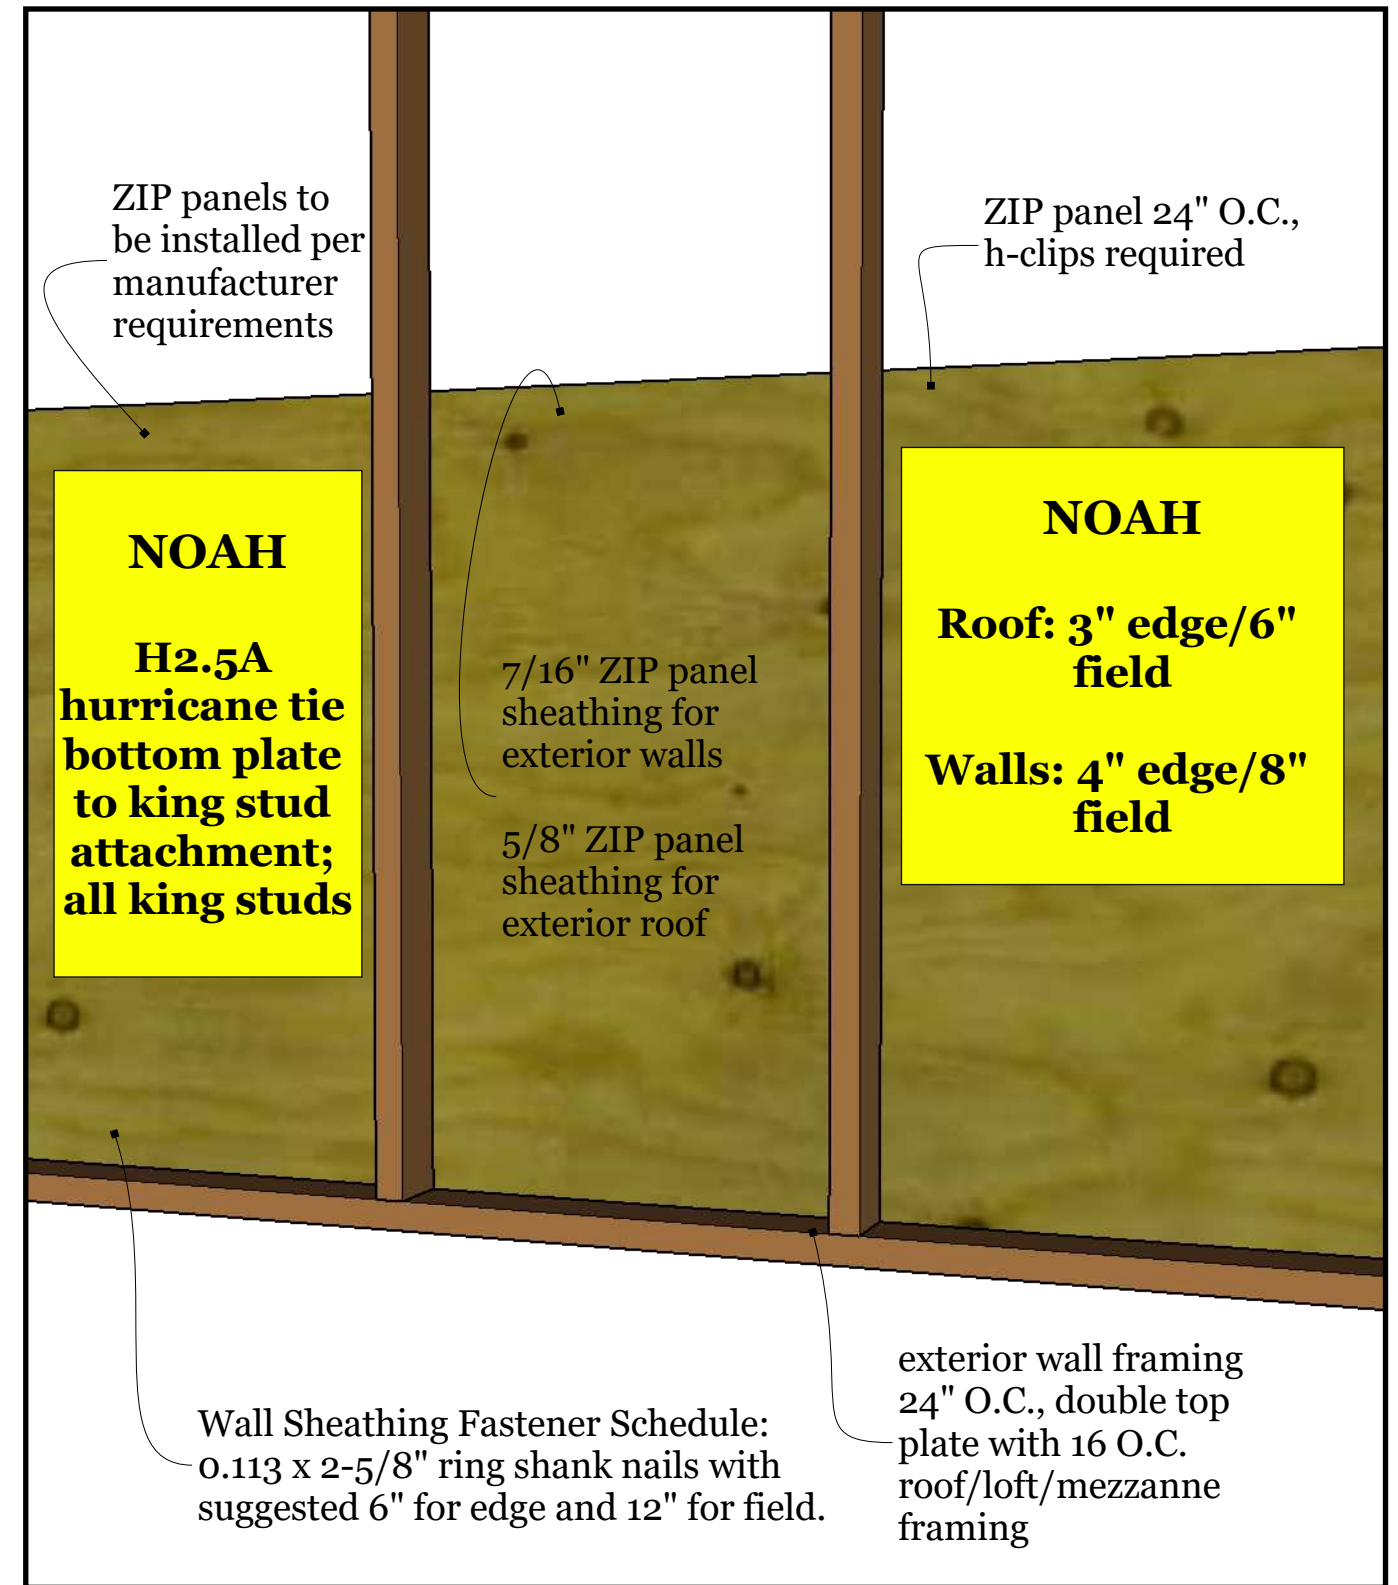 ZIP panels to
be installed per
manufacturer
requirements
ZIP panel 24" O.C.,
h-clips required
NOAH
H2.5A
hurricane tie
bottom plate
to king stud
attachment;
all king studs
7/16" ZIP panel
sheathing for
exterior walls
5/8" ZIP panel
sheathing for
exterior roof
NOAH
Roof: 3" edge/6"
field
Walls: 4" edge/8"
field
Wall Sheathing Fastener Schedule:
0.113 x 2-5/8" ring shank nails with
suggested 6" for edge and 12" for field.
exterior wall framing
24" O.C., double top
plate with 16 O.C.
roof/loft/mezzanne
framing